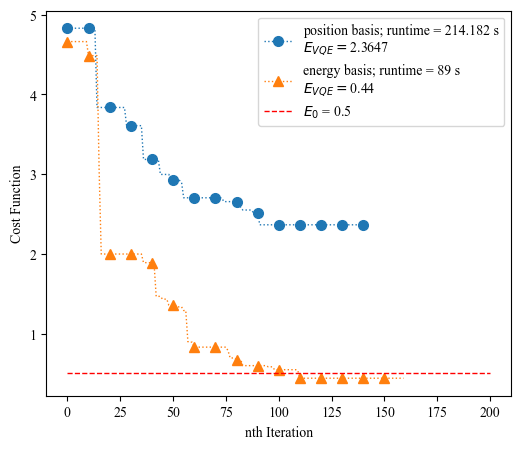 position basis; runtime = 214.182 s
E_VQE = 2.3647
energy basis; runtime = 89 s
E_VQE = 0.44
E_0 = 0.5
5
4
3
2
1
Cost Function
0 25 50 75 100 125 150 175 200
nth Iteration